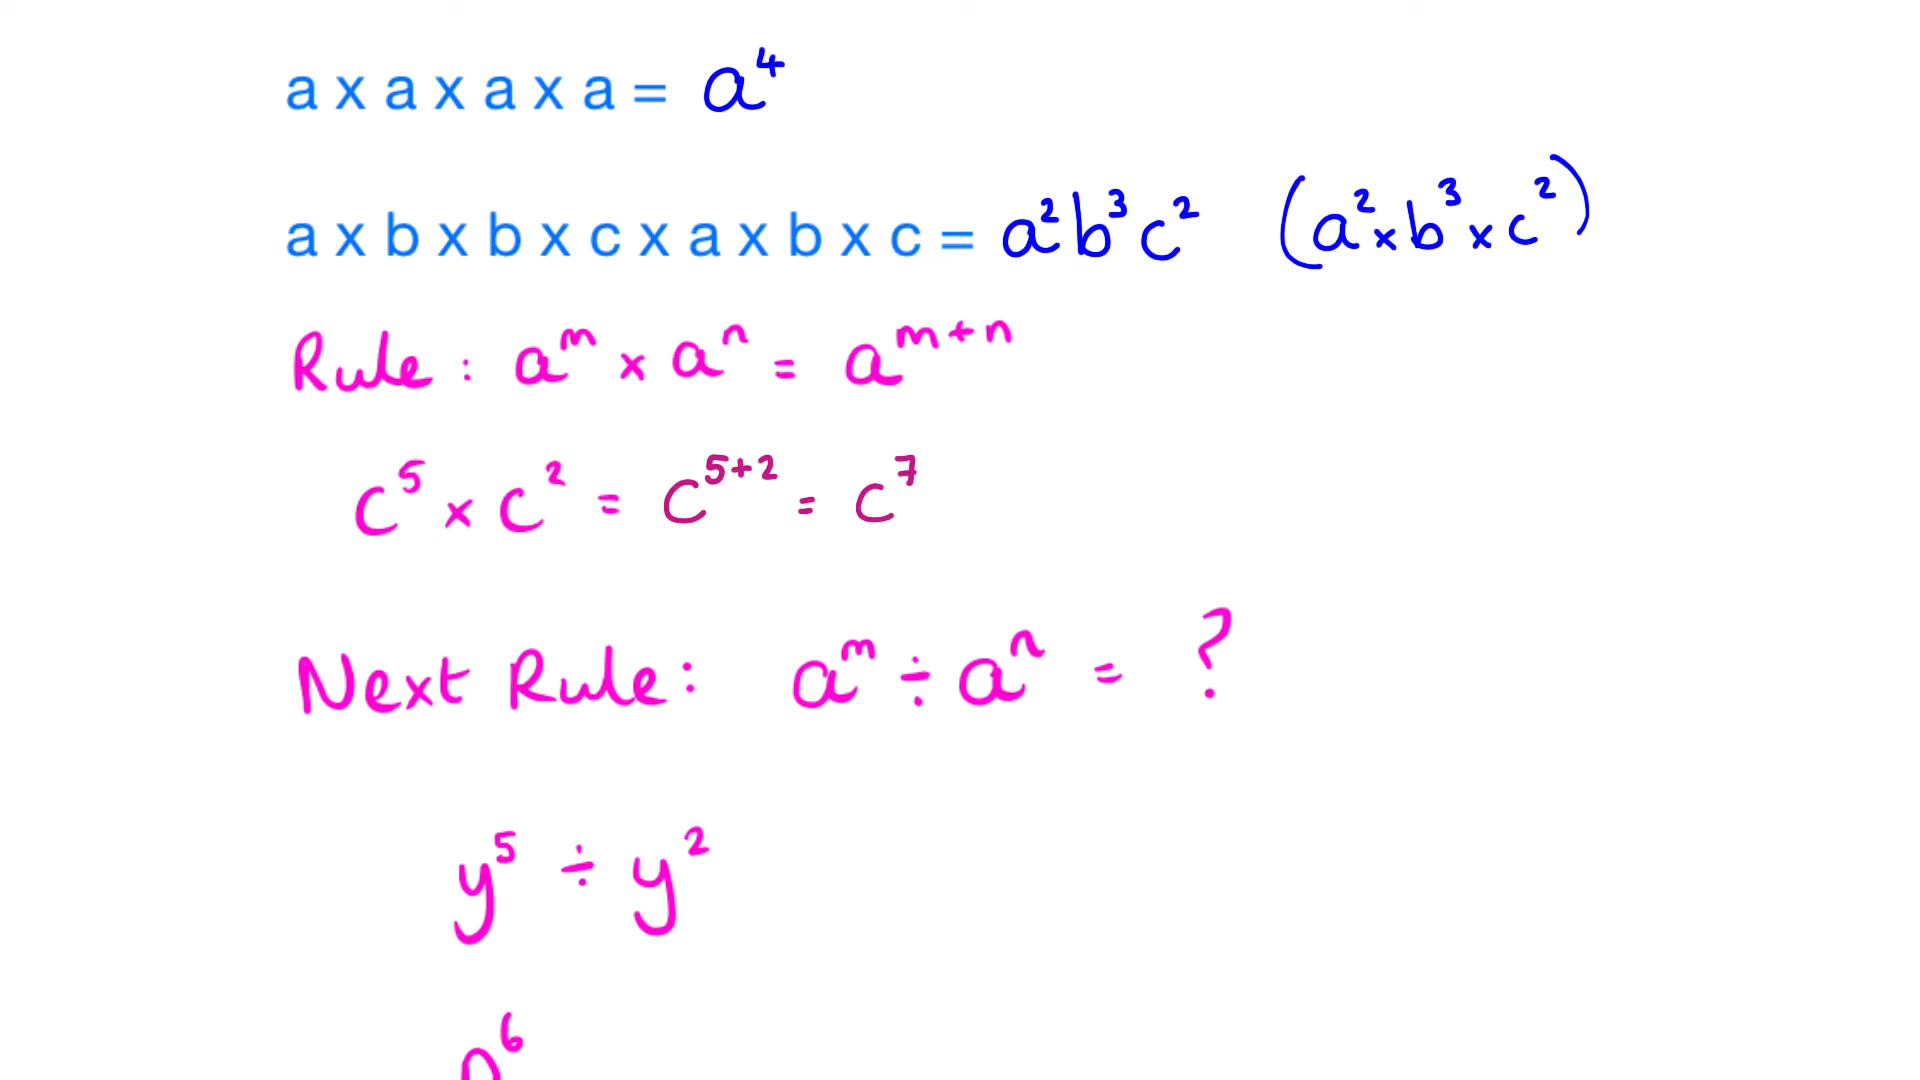 a x a x a x a = a⁴
a x b x b x c x a x b x c = a²b³c² (a²×b³×c²)
Rule: aᵐ × aⁿ = aᵐ⁺ⁿ
c⁵ × c² = c⁵⁺² = c⁷
Next Rule: aᵐ ÷ aⁿ = ?
y⁵ ÷ y²